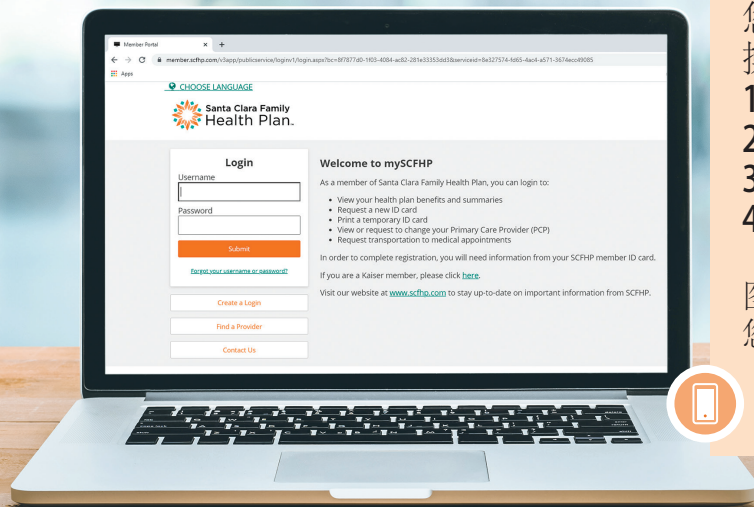 Member Portal
member.scfhp.com/v3app/publicservice/loginv1/login.aspx?bc=8f7877d0-1f03-4084-ac82-281e33353dd3&serviceid=8e327574-fd65-4ac4-a571-3674ec049085
Apps
CHOOSE LANGUAGE
Santa Clara Family
Health Plan
Login
Username
Password
Submit
Forgot your username or password?
Create a Login
Find a Provider
Contact Us
Welcome to mySCFHP
As a member of Santa Clara Family Health Plan, you can login to:
• View your health plan benefits and summaries
• Request a new ID card
• Print a temporary ID card
• View or request to change your Primary Care Provider (PCP)
• Request transportation to medical appointments
In order to complete registration, you will need information from your SCFHP member ID card.
If you are a Kaiser member, please click here.
Visit our website at www.scfhp.com to stay up-to-date on important information from SCFHP.
您
1
2
3
4
您